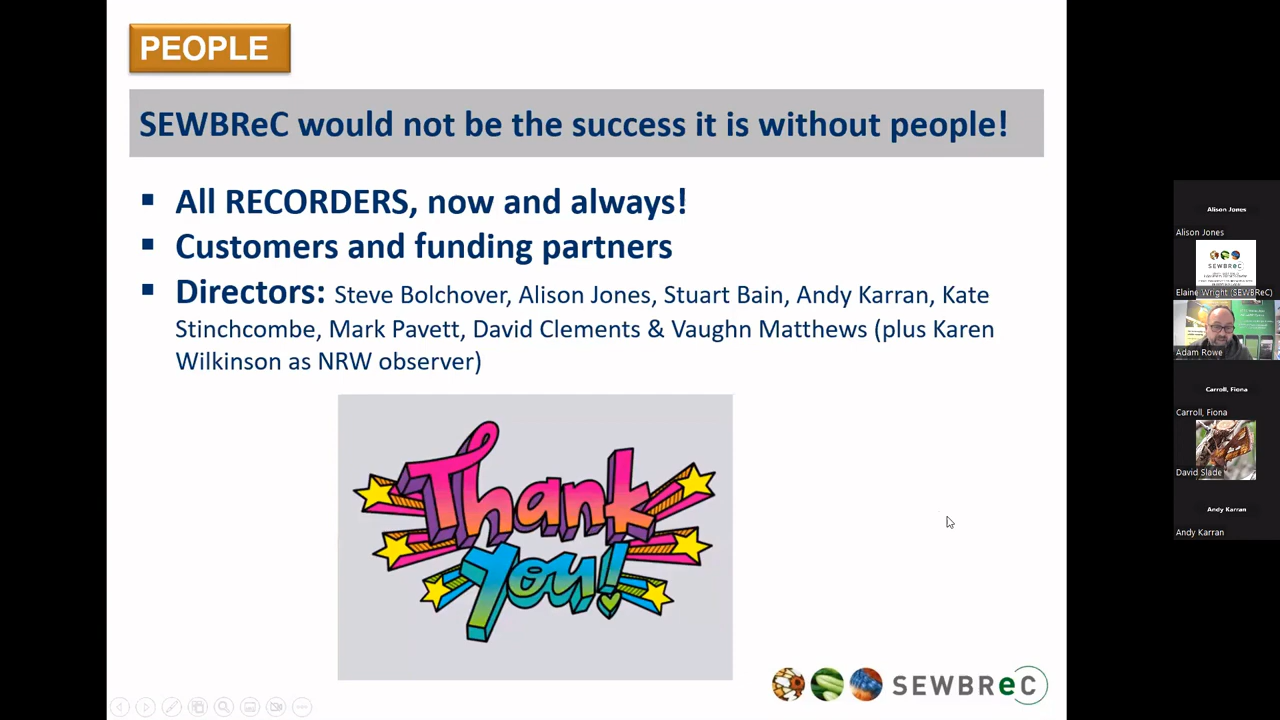 PEOPLE
SEWBReC would not be the success it is without people!
All RECORDERS, now and always!
Customers and funding partners
Directors: Steve Bolchover, Alison Jones, Stuart Bain, Andy Karran, Kate
Stinchcombe, Mark Pavett, David Clements & Vaughn Matthews (plus Karen
Wilkinson as NRW observer)
Thank
you!
SEWBReC
Alison Jones
Alison Jones
SEWBReC
Elaine Wright (SEWBReC)
Adam Rowe
Carroll, Fiona
Carroll, Fiona
David Slade
Andy Karran
Andy Karran